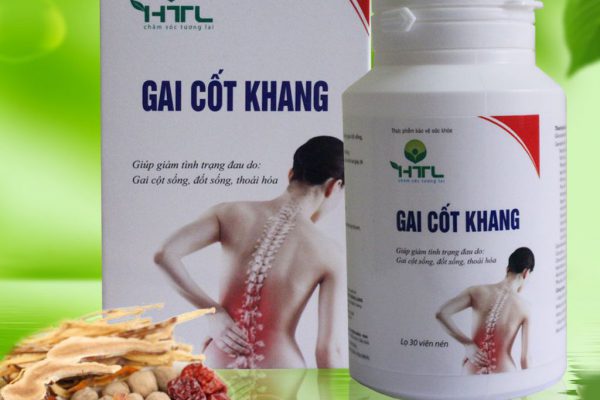 HTL
chăm sóc tương lai
GAI CỐT KHANG
Giúp giảm tình trạng đau do:
Gai cột sống, đốt sống, thoái hóa
Thực phẩm bảo vệ sức khỏe
HTL
chăm sóc tương lai
GAI CỐT KHANG
Giúp giảm tình trạng đau do:
Gai cột sống, đốt sống, thoái hóa
Lọ 30 viên nén